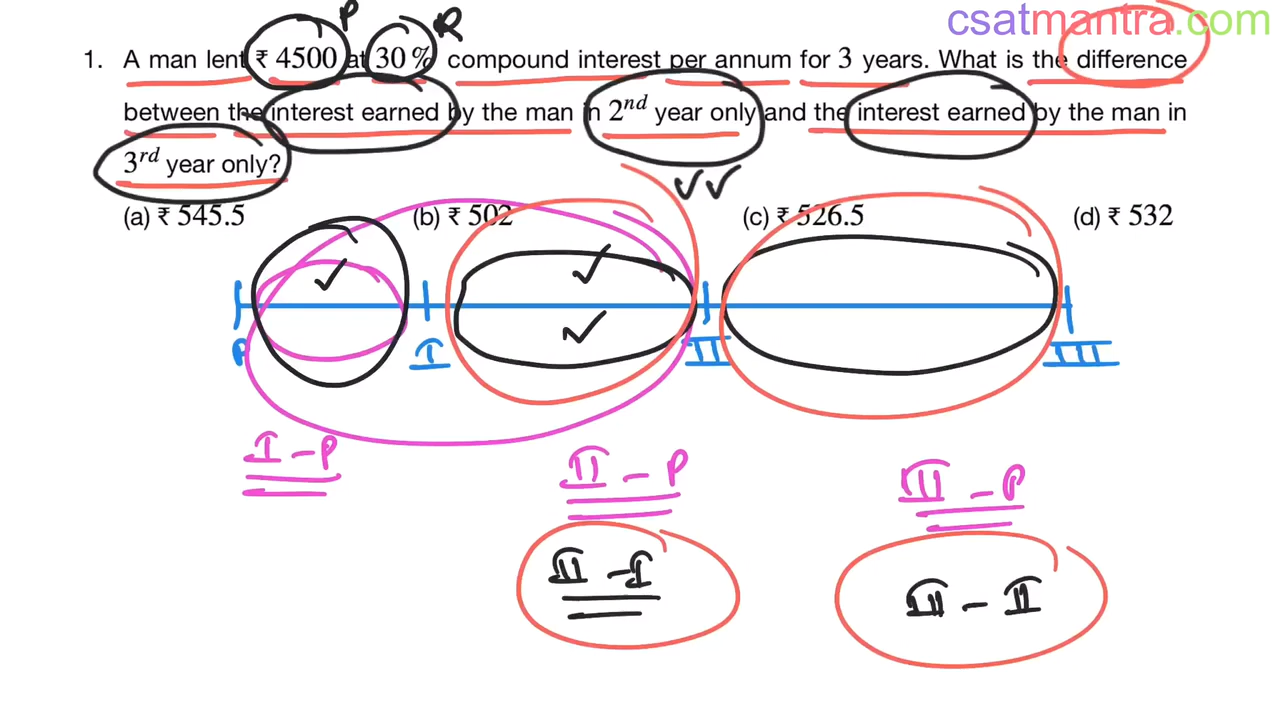 csatmantra.com
P
R
1. A man lent ₹ 4500 at 30 % compound interest per annum for 3 years. What is the difference
between the interest earned by the man in 2nd year only and the interest earned by the man in
3rd year only?
(a) ₹ 545.5 (b) ₹ 502 (c) ₹ 526.5 (d) ₹ 532
P I II III
I - P II - P III - P
II - I III - II